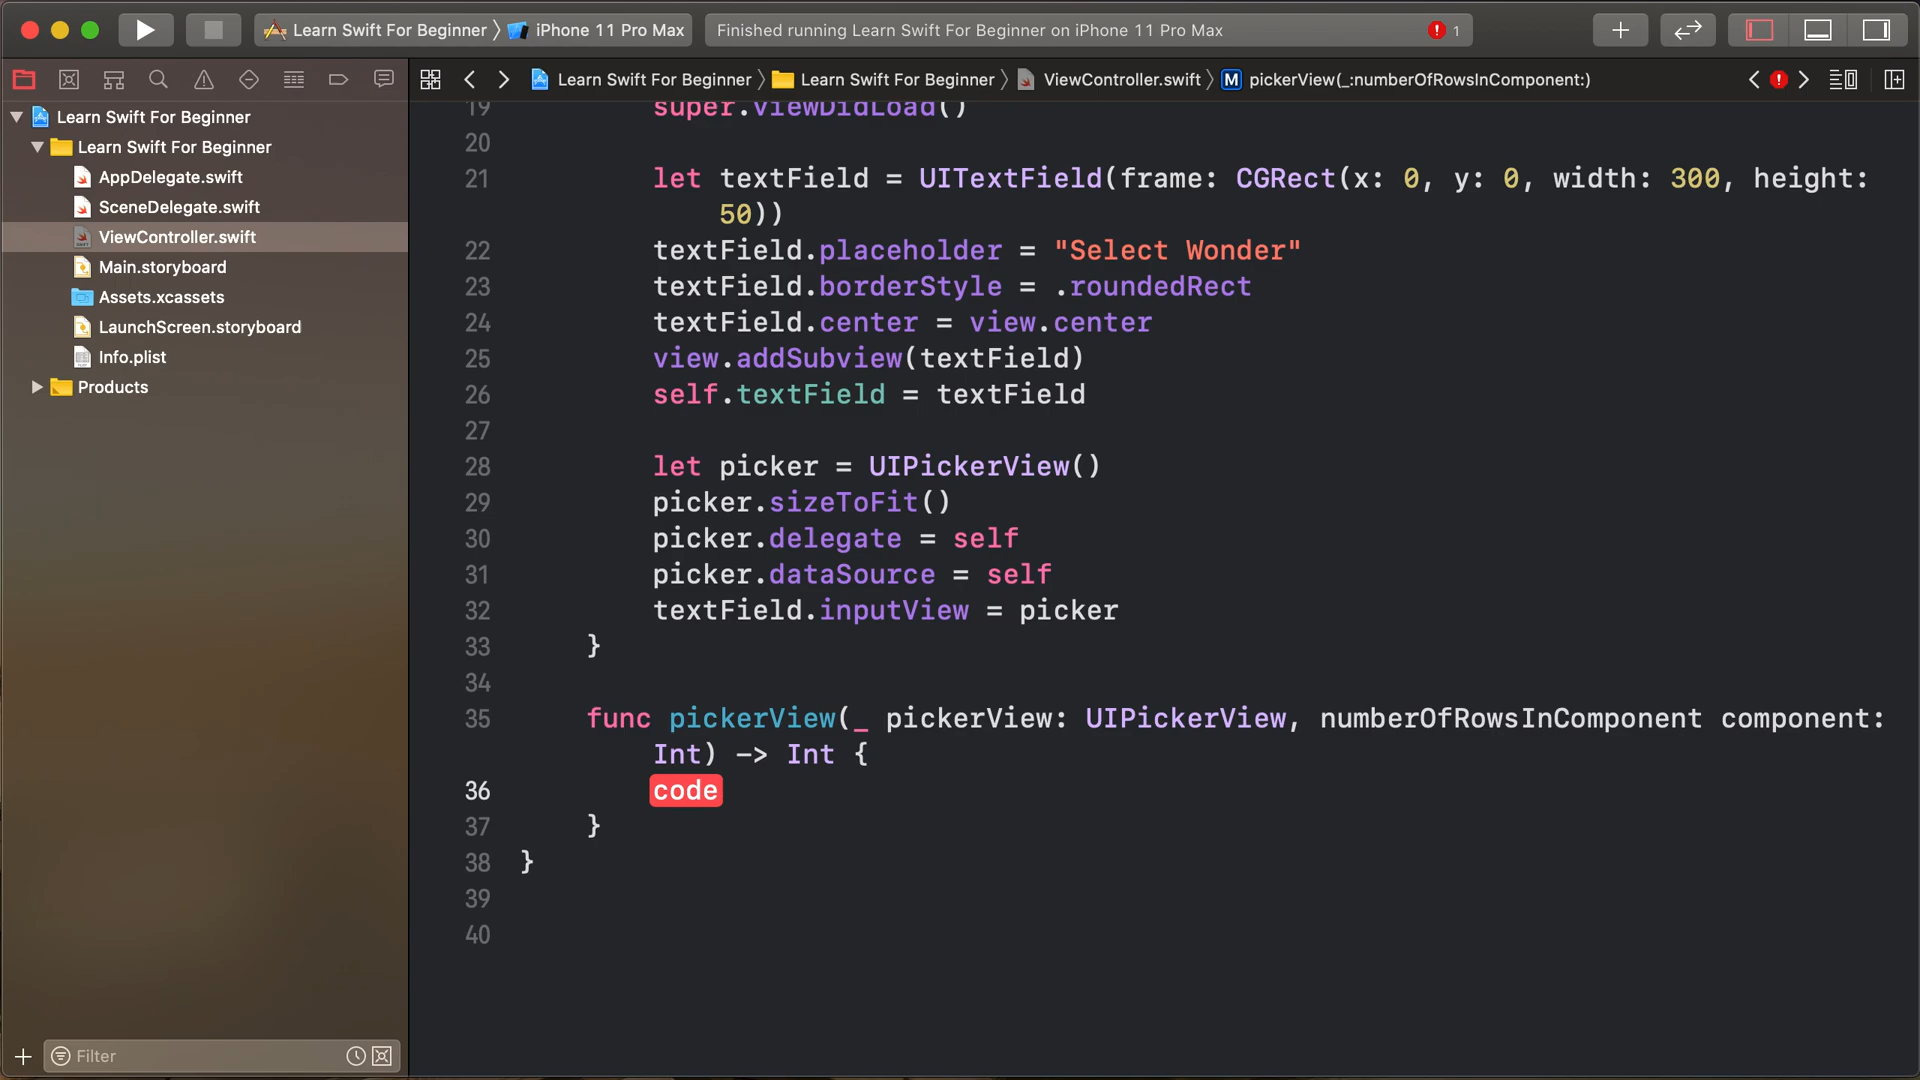 Learn Swift For Beginner
iPhone 11 Pro Max
Finished running Learn Swift For Beginner on iPhone 11 Pro Max
1
Learn Swift For Beginner
Learn Swift For Beginner
ViewController.swift
M
pickerView(_:numberOfRowsInComponent:)
Learn Swift For Beginner
Learn Swift For Beginner
AppDelegate.swift
SceneDelegate.swift
ViewController.swift
Main.storyboard
Assets.xcassets
LaunchScreen.storyboard
Info.plist
Products
Filter
19 super.viewDidLoad()
20
21 let textField = UITextField(frame: CGRect(x: 0, y: 0, width: 300, height:
50))
22 textField.placeholder = "Select Wonder"
23 textField.borderStyle = .roundedRect
24 textField.center = view.center
25 view.addSubview(textField)
26 self.textField = textField
27
28 let picker = UIPickerView()
29 picker.sizeToFit()
30 picker.delegate = self
31 picker.dataSource = self
32 textField.inputView = picker
33 }
34
35 func pickerView(_ pickerView: UIPickerView, numberOfRowsInComponent component:
Int) -> Int {
36 code
37 }
38 }
39
40